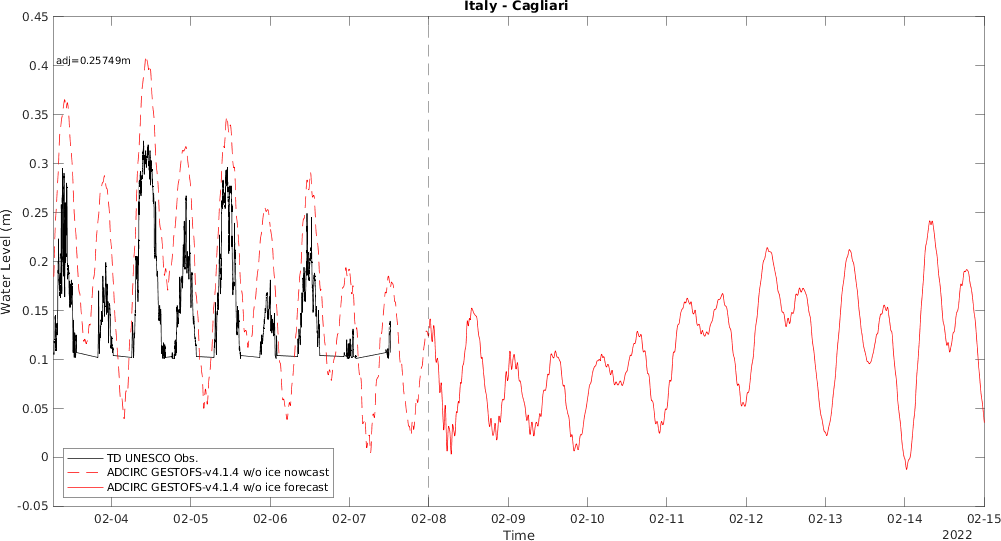 Italy - Cagliari
adj=0.25749m
0.45
0.4
0.35
0.3
0.25
0.2
0.15
0.1
0.05
0
-0.05
Water Level (m)
TD UNESCO Obs.
ADCIRC GESTOFS-v4.1.4 w/o ice nowcast
ADCIRC GESTOFS-v4.1.4 w/o ice forecast
02-04 02-05 02-06 02-07 02-08 02-09 02-10 02-11 02-12 02-13 02-14 02-15
Time
2022